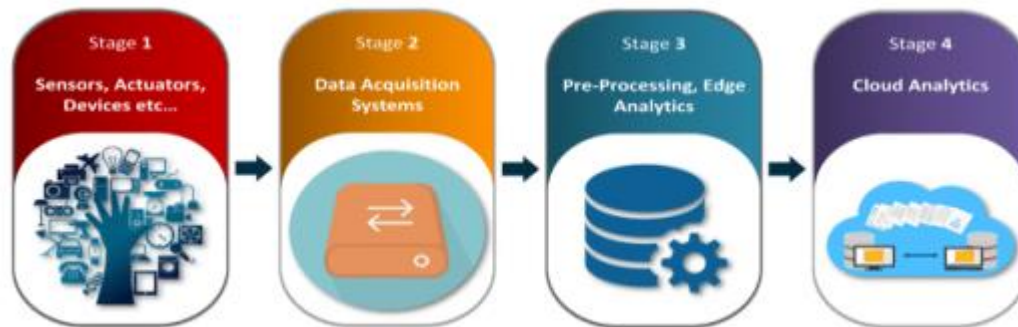 Stage 1
Sensors, Actuators,
Devices etc...
Stage 2
Data Acquisition
Systems
Stage 3
Pre-Processing, Edge
Analytics
Stage 4
Cloud Analytics